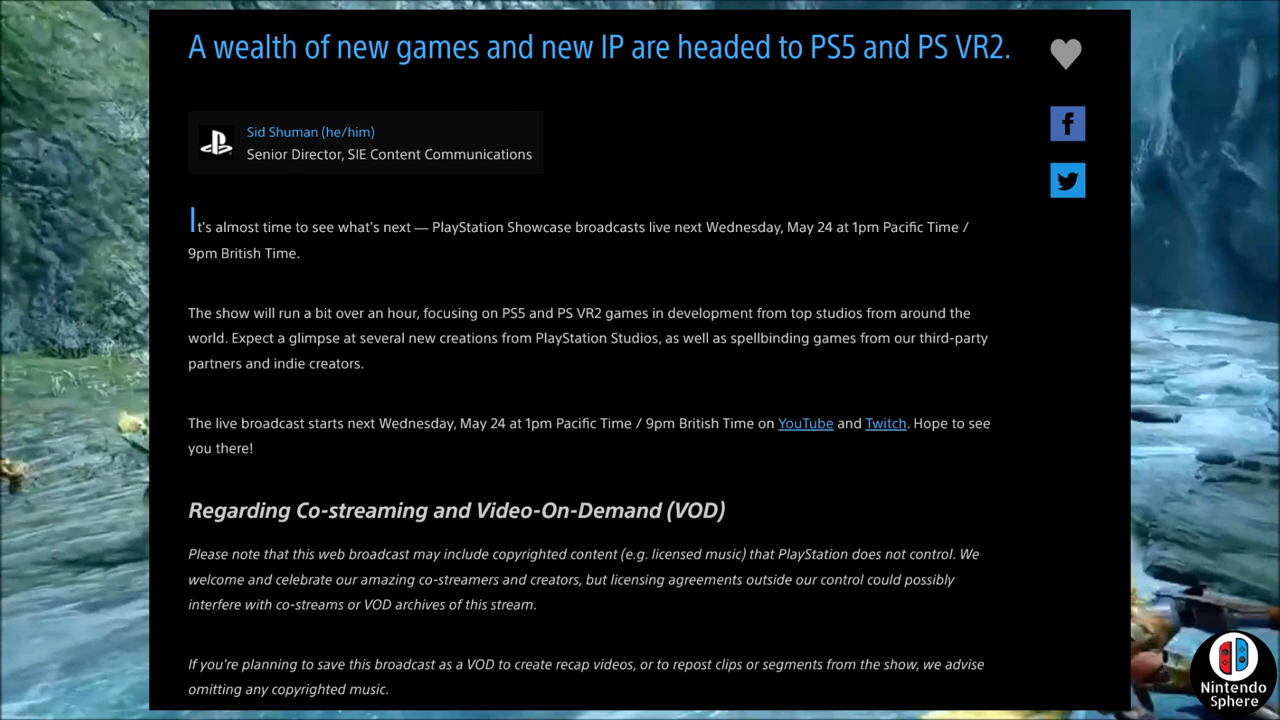 A wealth of new games and new IP are headed to PS5 and PS VR2.
Sid Shuman (he/him)
Senior Director, SIE Content Communications
It's almost time to see what's next — PlayStation Showcase broadcasts live next Wednesday, May 24 at 1pm Pacific Time /
9pm British Time.
The show will run a bit over an hour, focusing on PS5 and PS VR2 games in development from top studios from around the
world. Expect a glimpse at several new creations from PlayStation Studios, as well as spellbinding games from our third-party
partners and indie creators.
The live broadcast starts next Wednesday, May 24 at 1pm Pacific Time / 9pm British Time on YouTube and Twitch. Hope to see
you there!
Regarding Co-streaming and Video-On-Demand (VOD)
Please note that this web broadcast may include copyrighted content (e.g. licensed music) that PlayStation does not control. We
welcome and celebrate our amazing co-streamers and creators, but licensing agreements outside our control could possibly
interfere with co-streams or VOD archives of this stream.
If you're planning to save this broadcast as a VOD to create recap videos, or to repost clips or segments from the show, we advise
omitting any copyrighted music.
Nintendo
Sphere